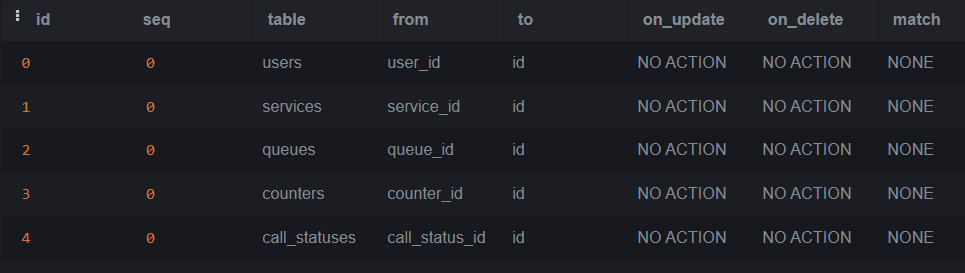 id seq table from to on_update on_delete match
0 0 users user_id id NO ACTION NO ACTION NONE
1 0 services service_id id NO ACTION NO ACTION NONE
2 0 queues queue_id id NO ACTION NO ACTION NONE
3 0 counters counter_id id NO ACTION NO ACTION NONE
4 0 call_statuses call_status_id id NO ACTION NO ACTION NONE